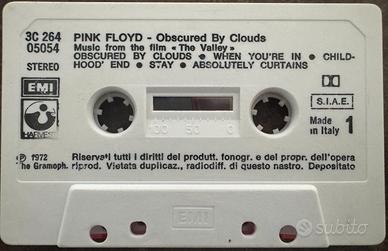 3C 264
05054
STEREO
PINK FLOYD - Obscured By Clouds
Music from the film « The Valley »
OBSCURED BY CLOUDS ● WHEN YOU'RE IN ● CHILD-
HOOD' END ● STAY ● ABSOLUTELY CURTAINS
EMI
HARVEST
S.I.A.E.
Made
in Italy
1
100 50 0
℗ 1972
The Gramoph.
Riservati tutti i diritti del produtt. fonogr. e del propr. dell'opera
riprod. Vietata duplicaz., radiodiff. di questo nastro. Depositato
EMI
subito.it